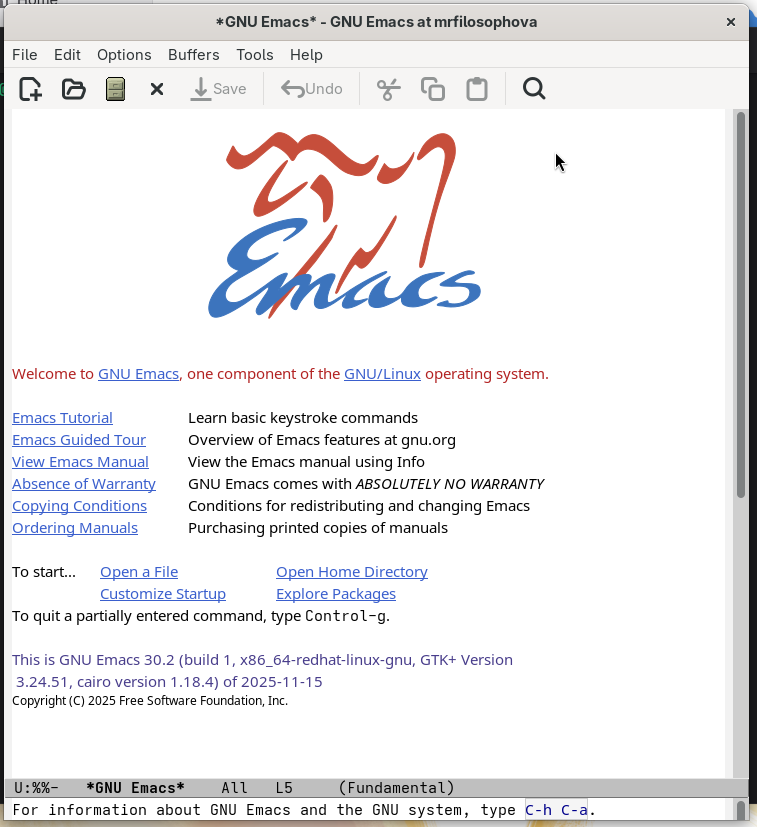 Home
*GNU Emacs* - GNU Emacs at mrfilosophova
File Edit Options Buffers Tools Help
Save Undo
Emacs
Welcome to GNU Emacs, one component of the GNU/Linux operating system.
Emacs Tutorial Learn basic keystroke commands
Emacs Guided Tour Overview of Emacs features at gnu.org
View Emacs Manual View the Emacs manual using Info
Absence of Warranty GNU Emacs comes with ABSOLUTELY NO WARRANTY
Copying Conditions Conditions for redistributing and changing Emacs
Ordering Manuals Purchasing printed copies of manuals
To start... Open a File Open Home Directory
Customize Startup Explore Packages
To quit a partially entered command, type Control-g.
This is GNU Emacs 30.2 (build 1, x86_64-redhat-linux-gnu, GTK+ Version
3.24.51, cairo version 1.18.4) of 2025-11-15
Copyright (C) 2025 Free Software Foundation, Inc.
U:%%- *GNU Emacs* All L5 (Fundamental)
For information about GNU Emacs and the GNU system, type C-h C-a.